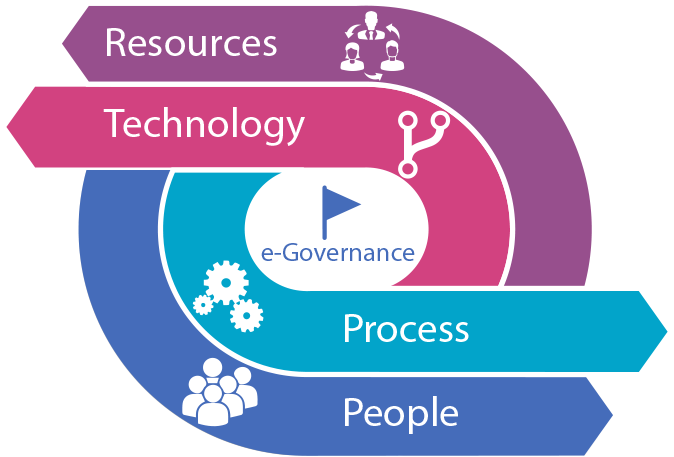 Resources
Technology
e-Governance
Process
People